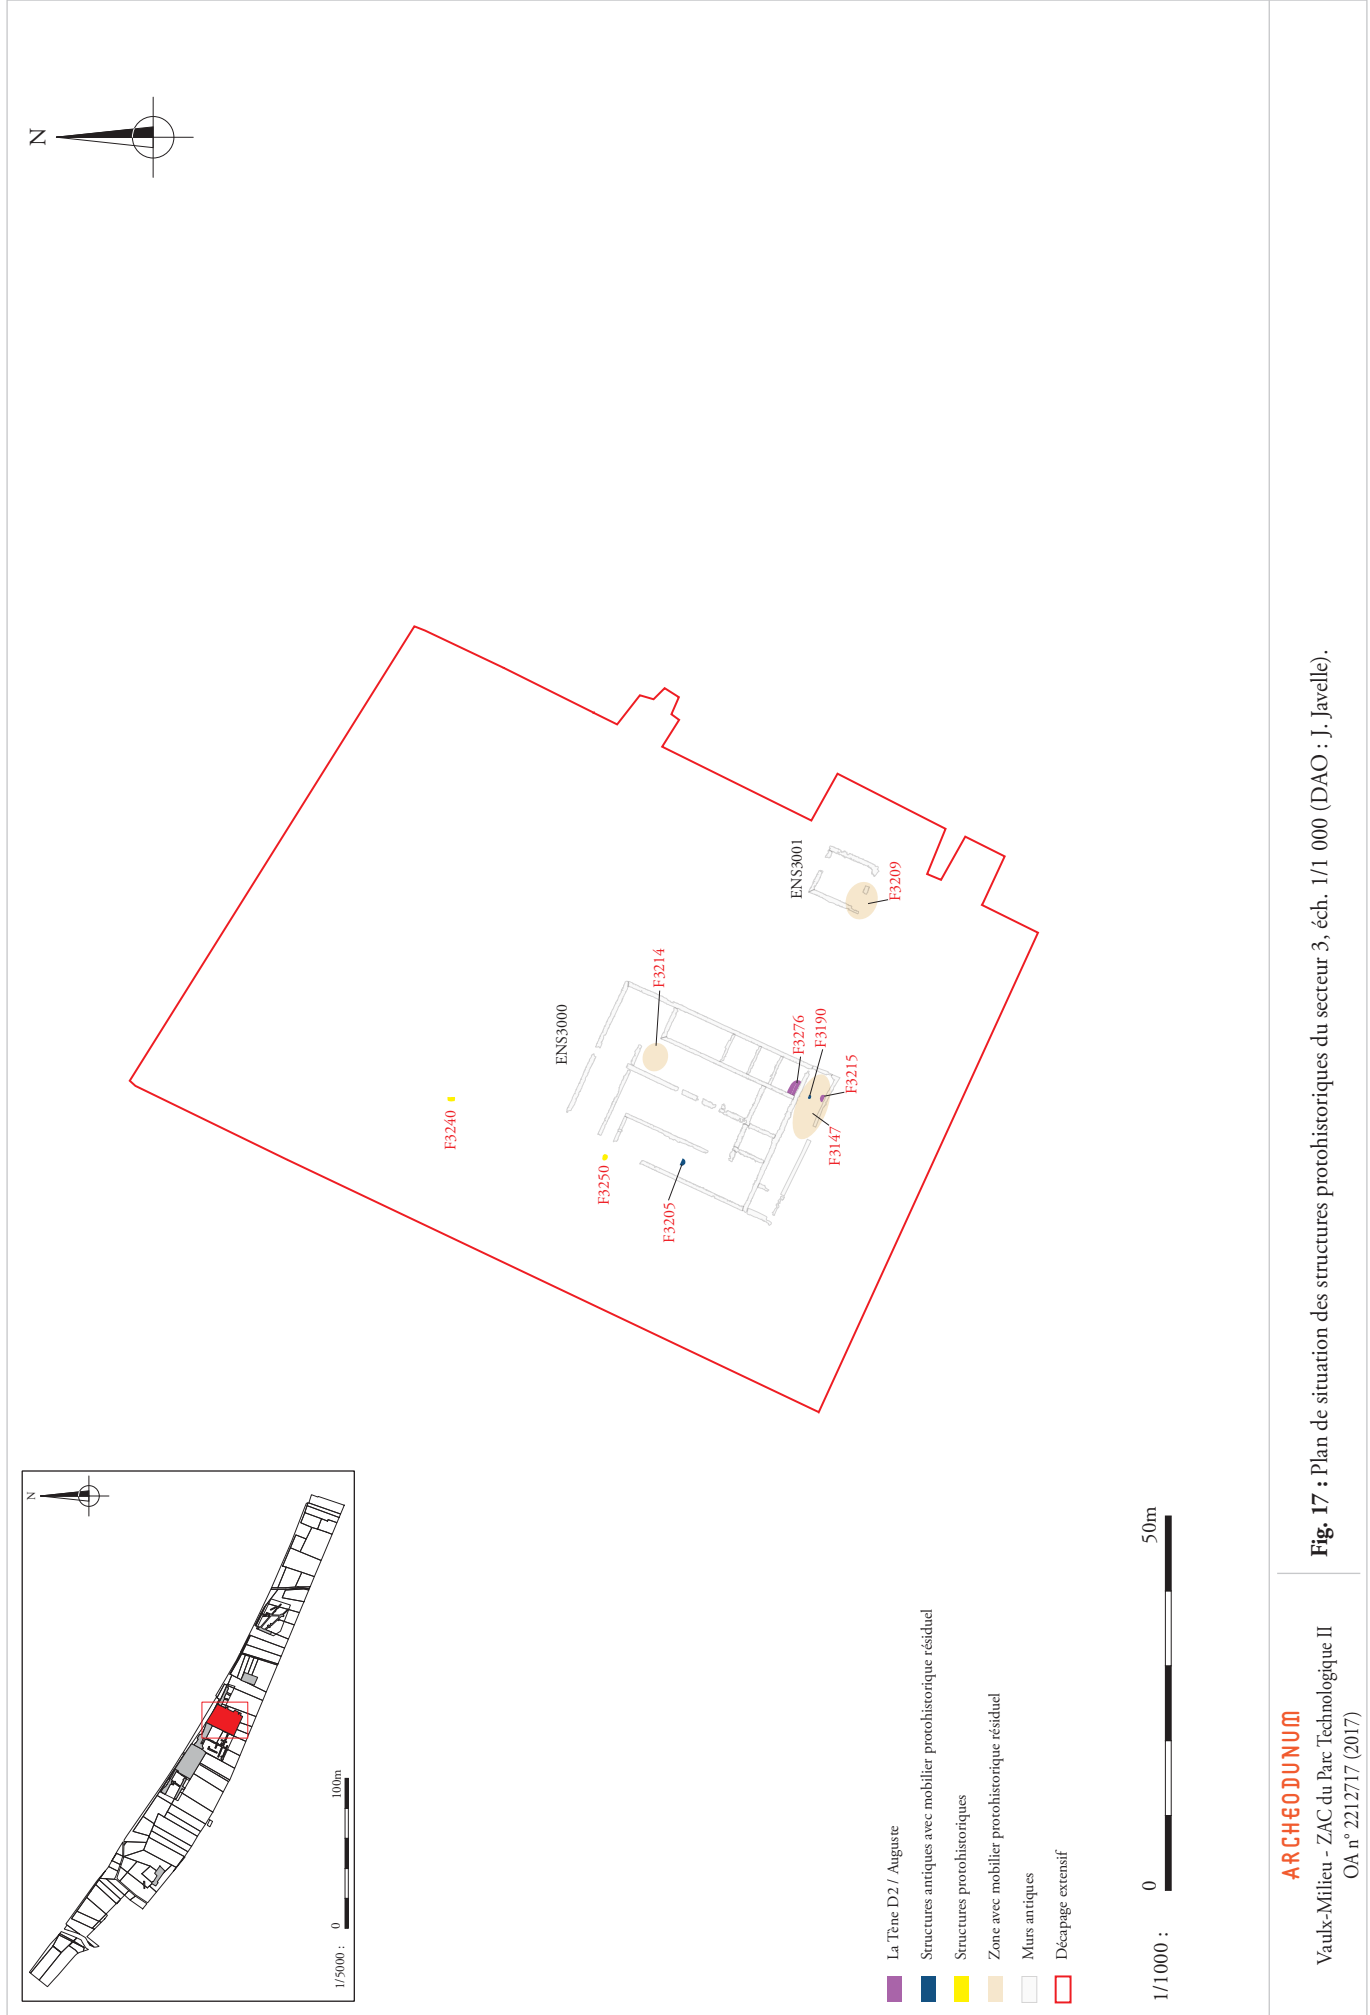 N
N
1/5000 :
0
100m
F3240
F3250
F3205
ENS3000
F3214
F3276
F3190
F3215
F3147
ENS3001
F3209
La Tène D2 / Auguste
Structures antiques avec mobilier protohistorique résiduel
Structures protohistoriques
Zone avec mobilier protohistorique résiduel
Murs antiques
Décapage extensif
1/1000 :
0
50m
ARCHEODUNUM
Vaulx-Milieu - ZAC du Parc Technologique II
OA n° 2212717 (2017)
Fig. 17 : Plan de situation des structures protohistoriques du secteur 3, éch. 1/1 000 (DAO : J. Javelle).